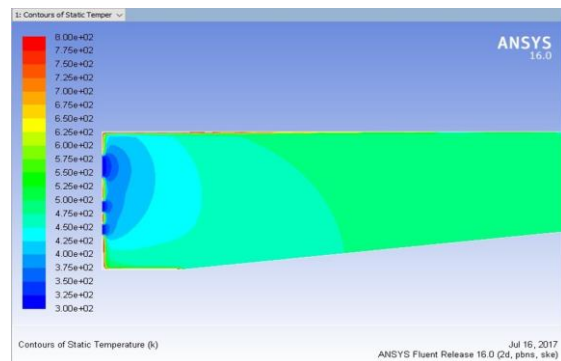 1: Contours of Static Temper
ANSYS
16.0
8.00e+02
7.75e+02
7.50e+02
7.25e+02
7.00e+02
6.75e+02
6.50e+02
6.25e+02
6.00e+02
5.75e+02
5.50e+02
5.25e+02
5.00e+02
4.75e+02
4.50e+02
4.25e+02
4.00e+02
3.75e+02
3.50e+02
3.25e+02
3.00e+02
Contours of Static Temperature (k)
Jul 16, 2017
ANSYS Fluent Release 16.0 (2d, pbns, ske)